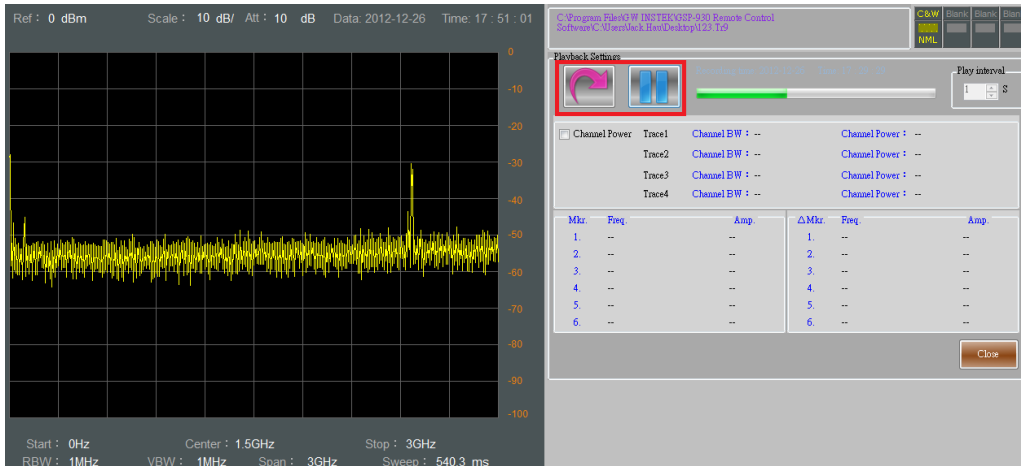 Ref： 0 dBm Scale： 10 dB/ Att： 10 dB Data: 2012-12-26 Time: 17 : 51 : 01
0
-10
-20
-30
-40
-50
-60
-70
-80
-90
-100
Start： 0Hz Center： 1.5GHz Stop： 3GHz
RBW： 1MHz VBW： 1MHz Span： 3GHz Sweep： 540.3 ms
C:\Program Files\GW INSTEK\GSP-930 Remote Control
Software\C:\Users\Jack.Hau\Desktop\123.Tr9
C&W Blank Blank Blan
NML
Playback Settings
Play interval
1 S
Channel Power Trace1 Channel BW： -- Channel Power： --
Trace2 Channel BW： -- Channel Power： --
Trace3 Channel BW： -- Channel Power： --
Trace4 Channel BW： -- Channel Power： --
Mkr. Freq. Amp. △Mkr. Freq. Amp.
1. -- -- 1. -- --
2. -- -- 2. -- --
3. -- -- 3. -- --
4. -- -- 4. -- --
5. -- -- 5. -- --
6. -- -- 6. -- --
Close